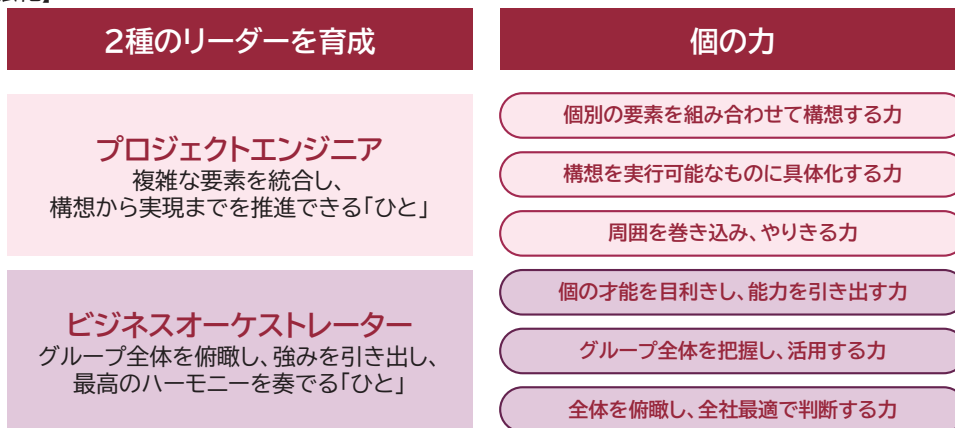 2種のリーダーを育成
プロジェクトエンジニア
複雑な要素を統合し、
構想から実現までを推進できる「ひと」
ビジネスオーケストレーター
グループ全体を俯瞰し、強みを引き出し、
最高のハーモニーを奏でる「ひと」
個の力
個別の要素を組み合わせて構想する力
構想を実行可能なものに具体化する力
周囲を巻き込み、やりきる力
個の才能を目利きし、能力を引き出す力
グループ全体を把握し、活用する力
全体を俯瞰し、全社最適で判断する力